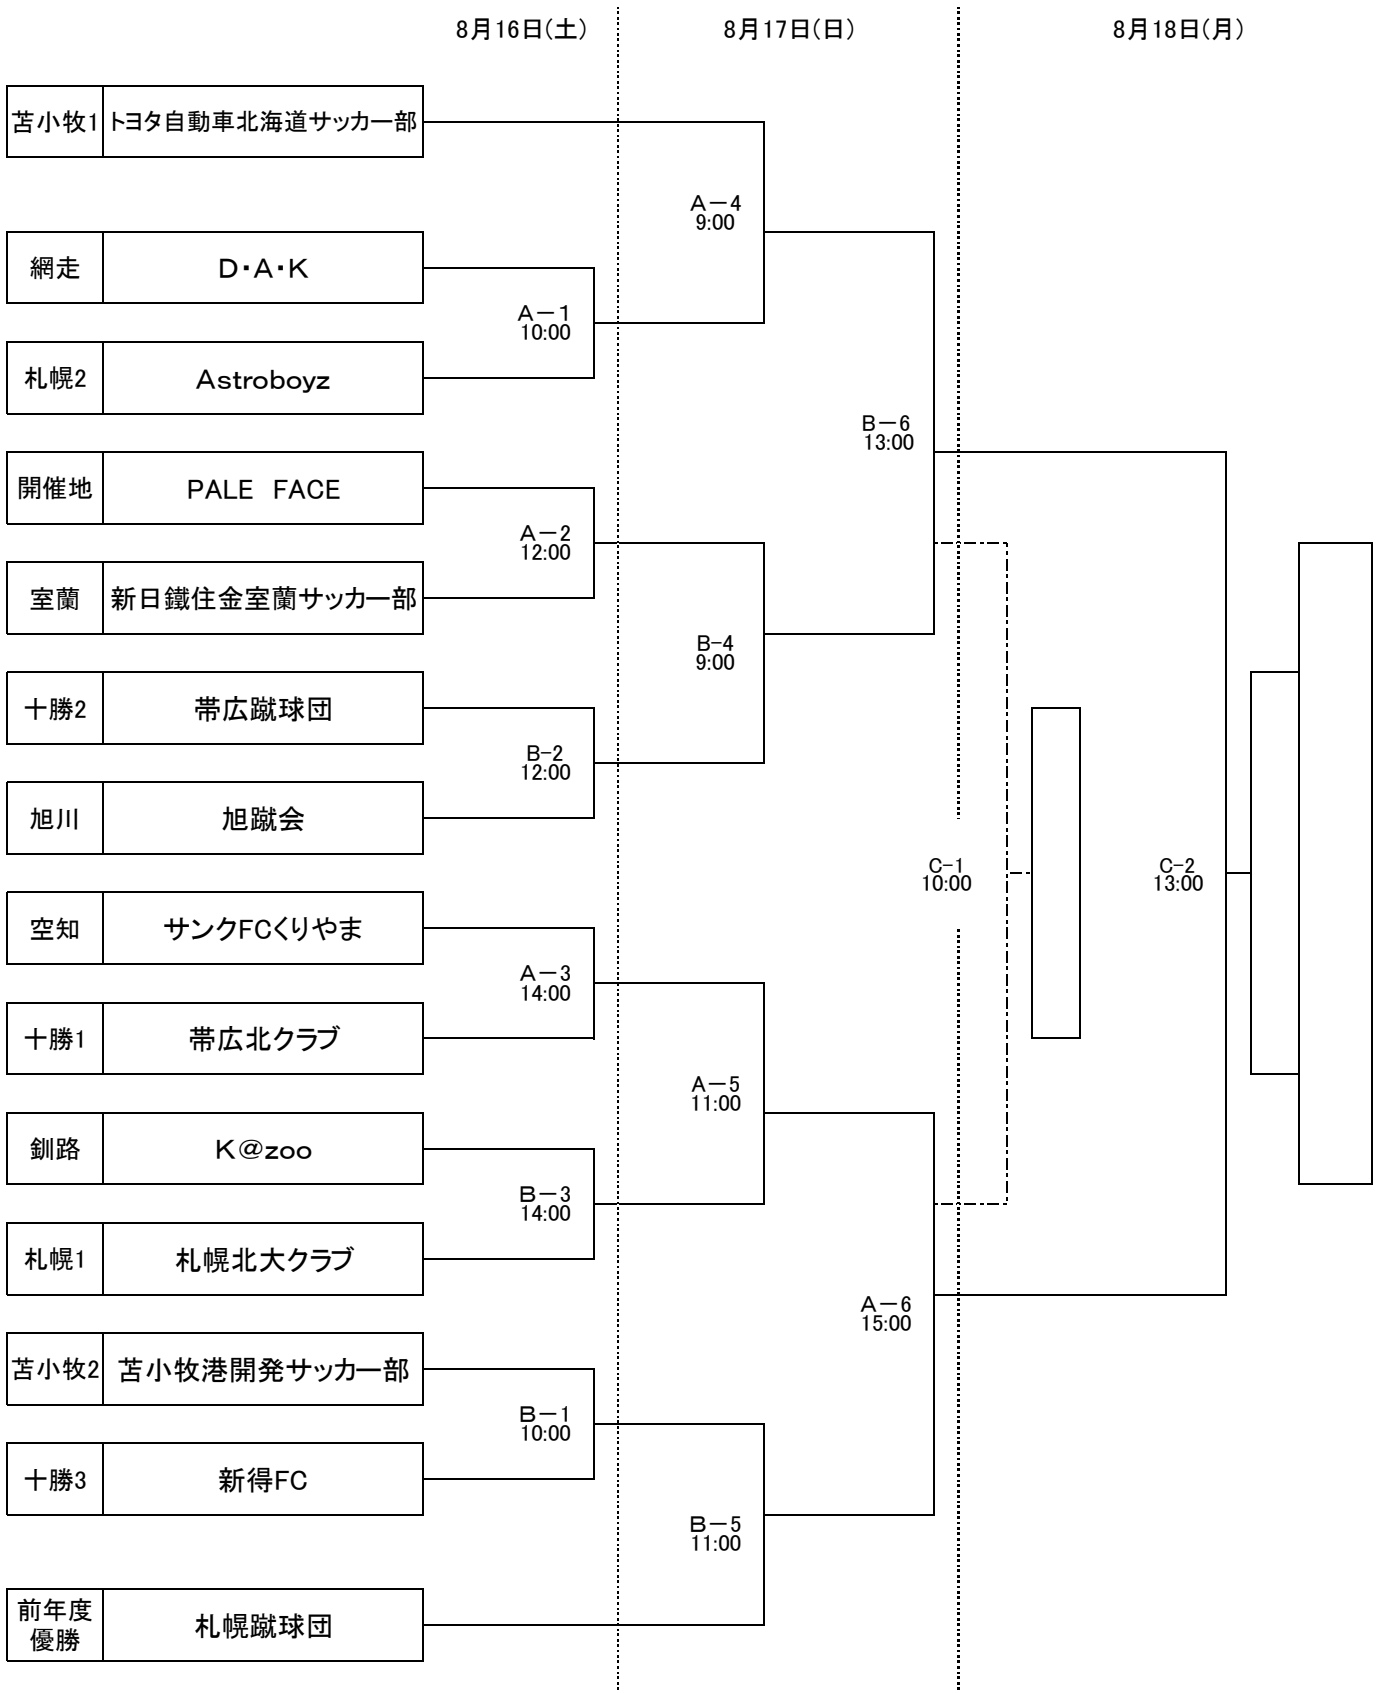 8月16日(土)
8月17日(日)
8月18日(月)
苫小牧1 トヨタ自動車北海道サッカー部
A－4
9:00
網走 D・A・K
A－1
10:00
札幌2 Astroboyz
B－6
13:00
開催地 PALE FACE
A－2
12:00
室蘭 新日鐵住金室蘭サッカー部
B-4
9:00
十勝2 帯広蹴球団
B-2
12:00
旭川 旭蹴会
C-1
10:00
C-2
13:00
空知 サンクFCくりやま
A－3
14:00
十勝1 帯広北クラブ
A－5
11:00
釧路 K@zoo
B－3
14:00
札幌1 札幌北大クラブ
A－6
15:00
苫小牧2 苫小牧港開発サッカー部
B－1
10:00
十勝3 新得FC
B－5
11:00
前年度
優勝
札幌蹴球団